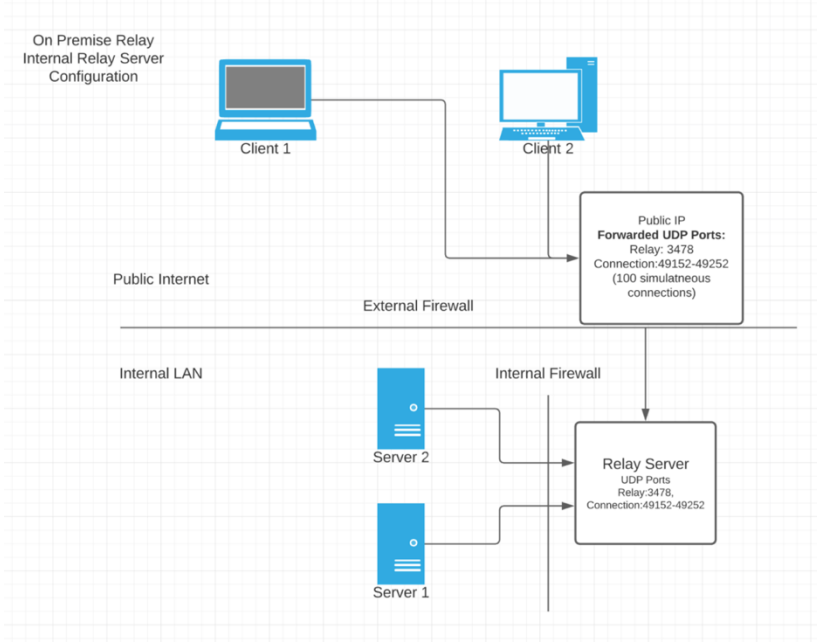 On Premise Relay
Internal Relay Server
Configuration
Client 1
Client 2
Public IP
Forwarded UDP Ports:
Relay: 3478
Connection:49152-49252
(100 simulatneous
connections)
Public Internet
External Firewall
Internal LAN
Internal Firewall
Server 2
Relay Server
UDP Ports
Relay:3478,
Connection:49152-49252
Server 1